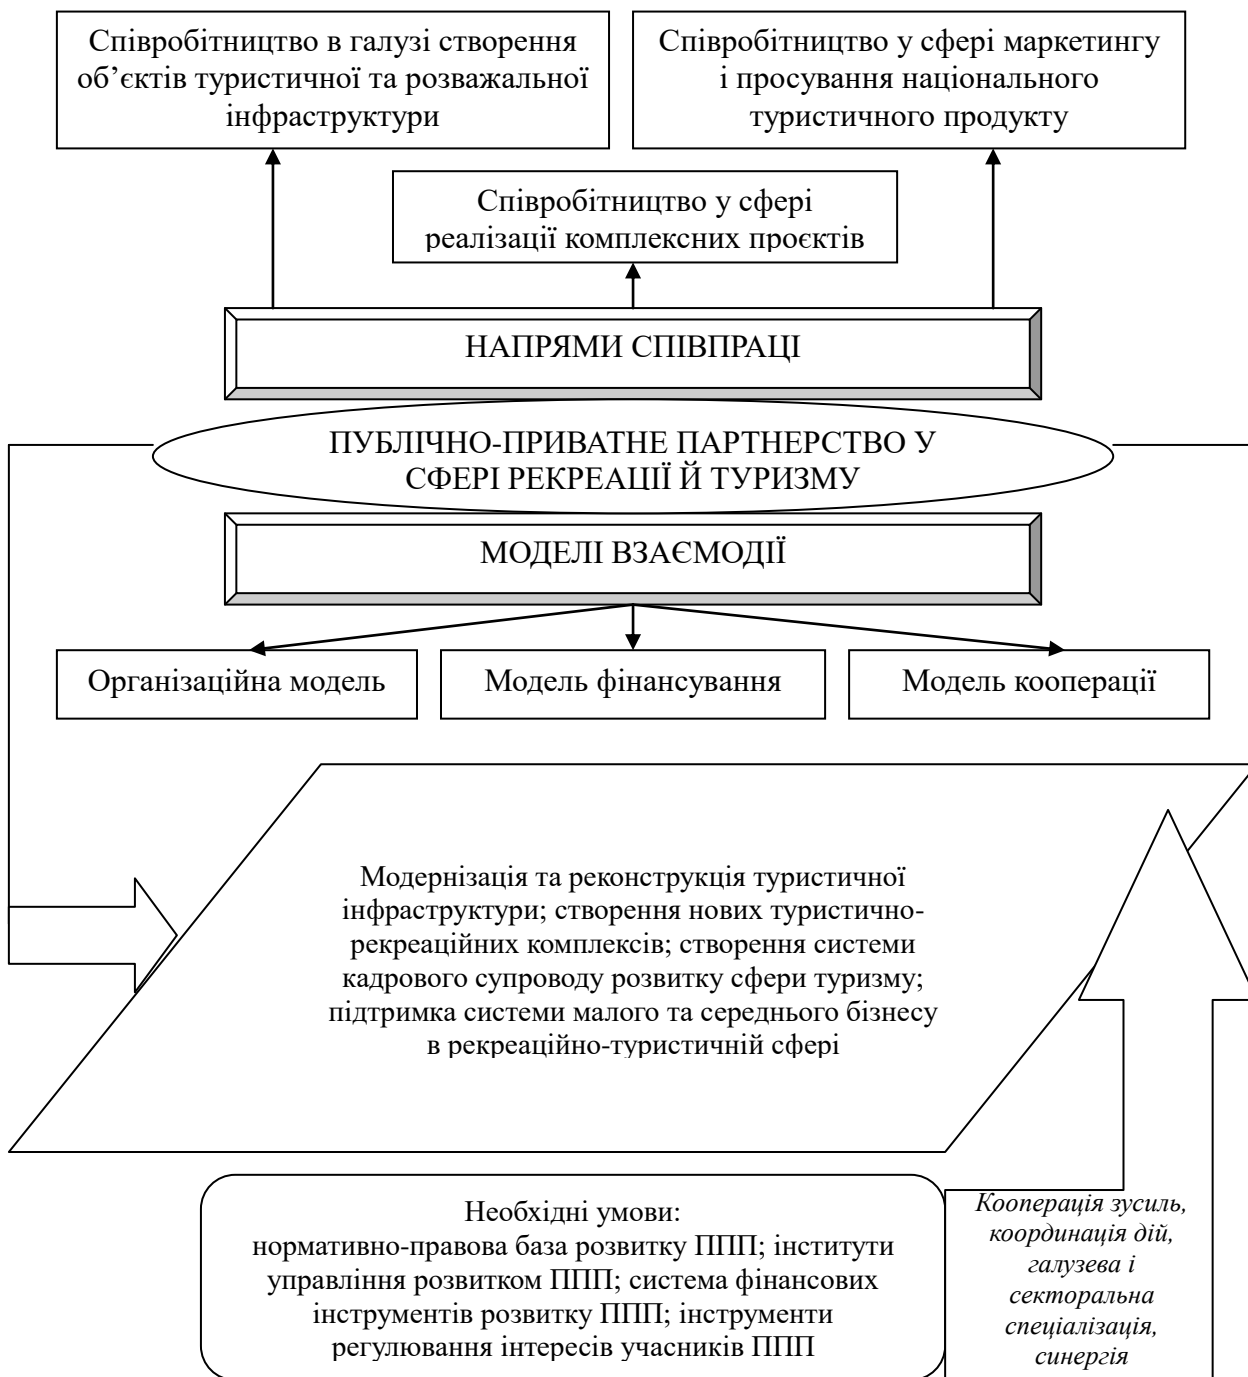 Співробітництво в галузі створення
об’єктів туристичної та розважальної
інфраструктури
Співробітництво у сфері маркетингу
і просування національного
туристичного продукту
Співробітництво у сфері
реалізації комплексних проєктів
НАПРЯМИ СПІВПРАЦІ
ПУБЛІЧНО-ПРИВАТНЕ ПАРТНЕРСТВО У
СФЕРІ РЕКРЕАЦІЇ Й ТУРИЗМУ
МОДЕЛІ ВЗАЄМОДІЇ
Організаційна модель
Модель фінансування
Модель кооперації
Модернізація та реконструкція туристичної
інфраструктури; створення нових туристично-
рекреаційних комплексів; створення системи
кадрового супроводу розвитку сфери туризму;
підтримка системи малого та середнього бізнесу
в рекреаційно-туристичній сфері
Необхідні умови:
нормативно-правова база розвитку ППП; інститути
управління розвитком ППП; система фінансових
інструментів розвитку ППП; інструменти
регулювання інтересів учасників ППП
Кооперація зусиль,
координація дій,
галузева і
секторальна
спеціалізація,
синергія